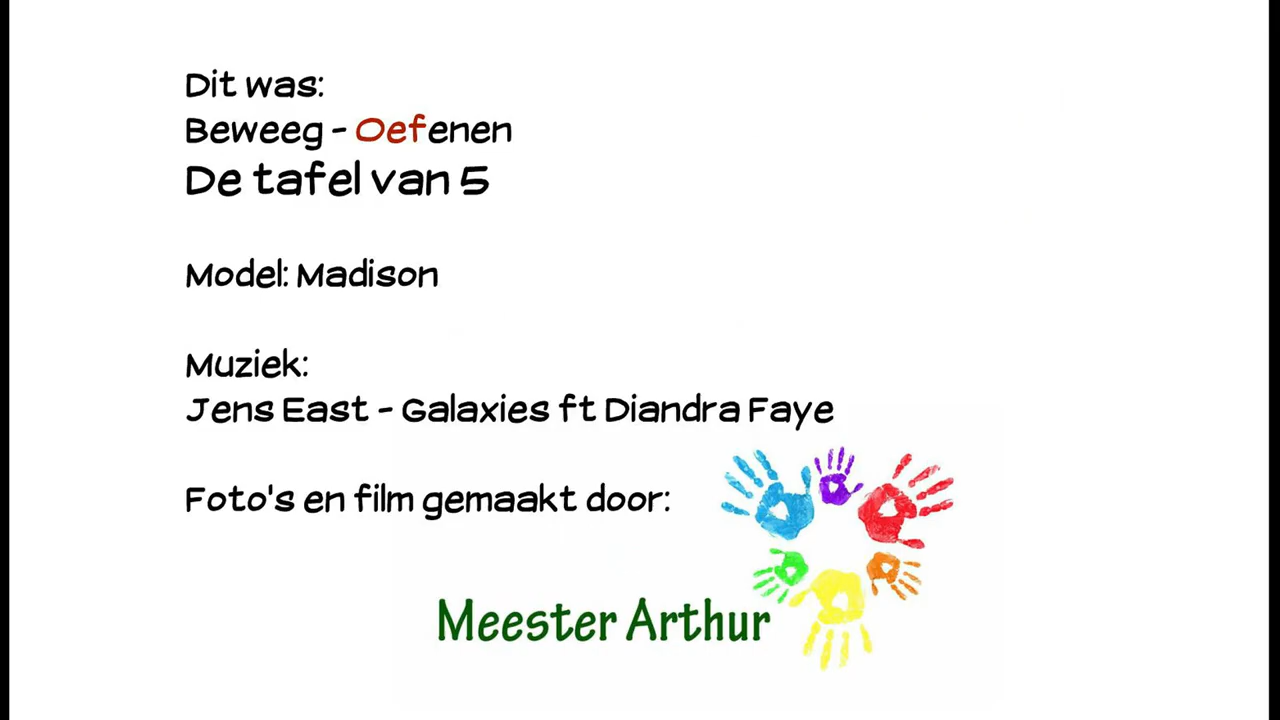 Dit was:
Beweeg - Oefenen
De tafel van 5
Model: Madison
Muziek:
Jens East - Galaxies ft Diandra Faye
Foto's en film gemaakt door:
Meester Arthur